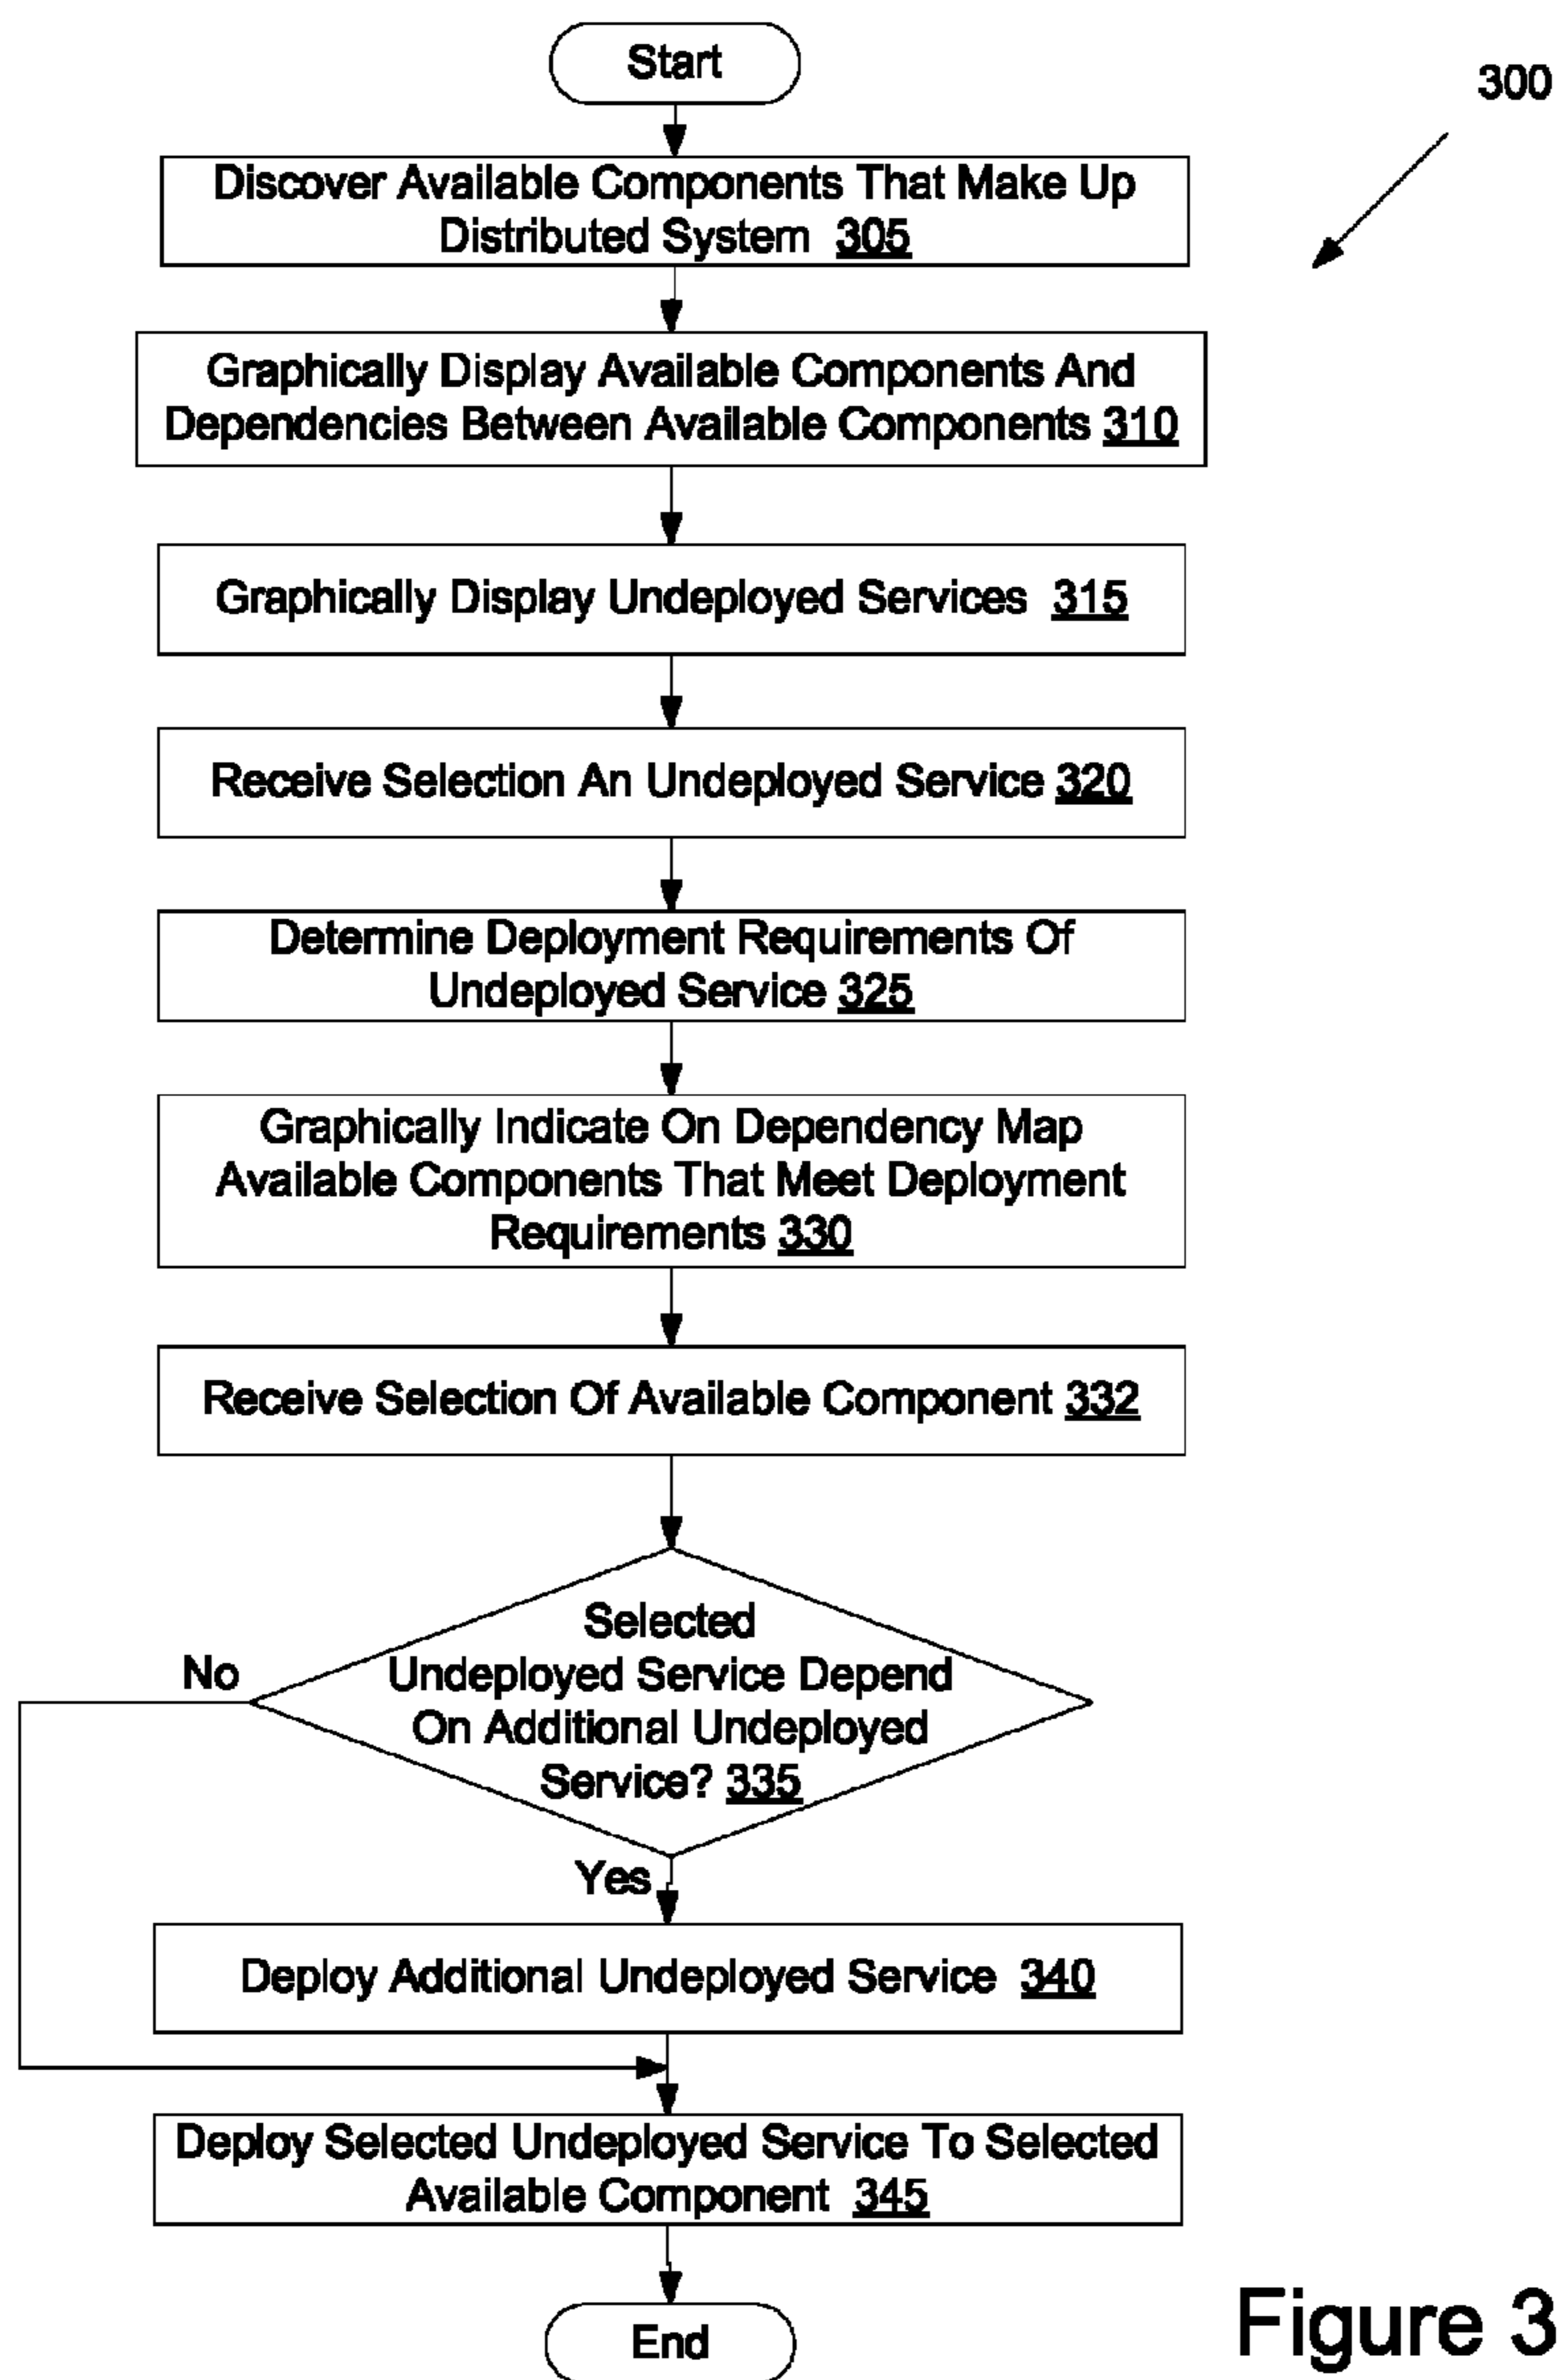 Start
300
Discover Available Components That Make Up
Distributed System 305
Graphically Display Available Components And
Dependencies Between Available Components 310
Graphically Display Undeployed Services 315
Receive Selection An Undeployed Service 320
Determine Deployment Requirements Of
Undeployed Service 325
Graphically Indicate On Dependency Map
Available Components That Meet Deployment
Requirements 330
Receive Selection Of Available Component 332
Selected
Undeployed Service Depend
On Additional Undeployed
Service? 335
No
Yes
Deploy Additional Undeployed Service 340
Deploy Selected Undeployed Service To Selected
Available Component 345
End
Figure 3